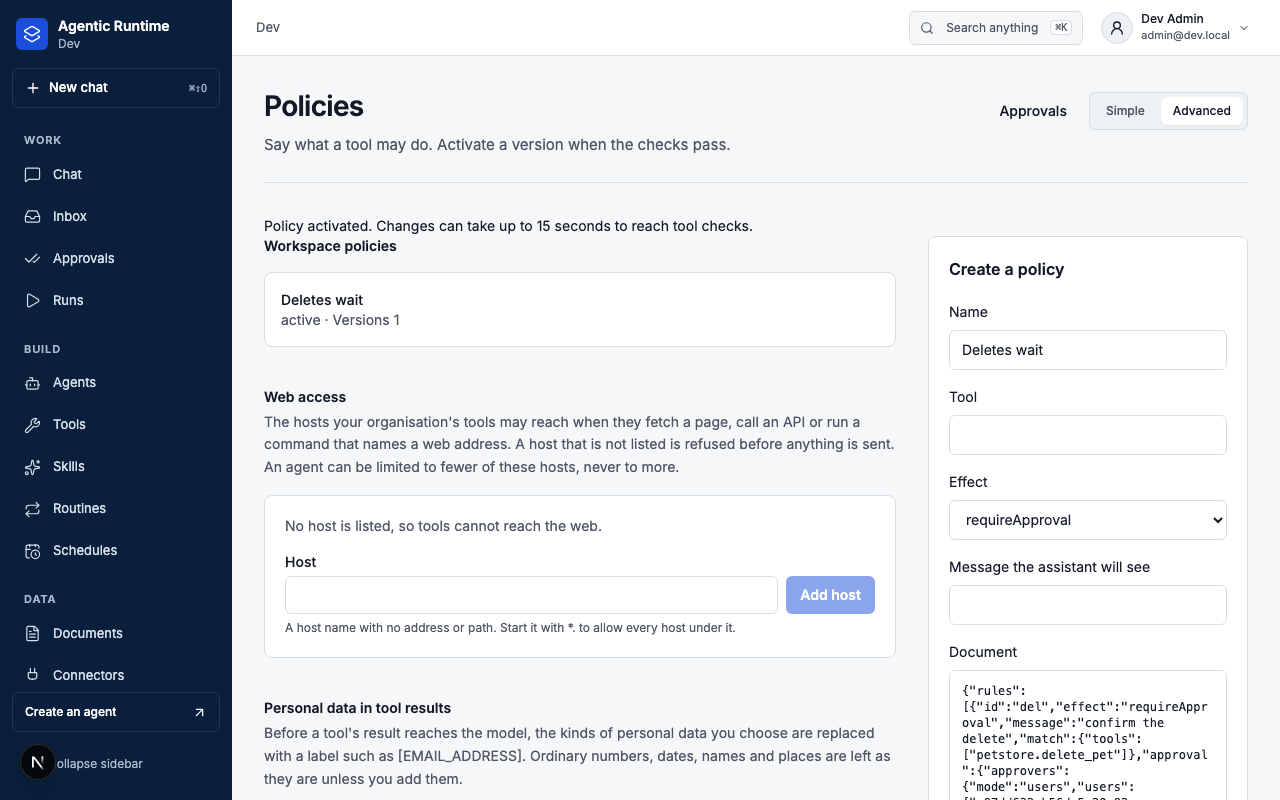 Agentic Runtime
Dev
New chat
⌘⇧O
WORK
Chat
Inbox
Approvals
Runs
BUILD
Agents
Tools
Skills
Routines
Schedules
DATA
Documents
Connectors
Create an agent
N
ollapse sidebar
Dev
Search anything
⌘K
Dev Admin
admin@dev.local
Policies
Say what a tool may do. Activate a version when the checks pass.
Approvals
Simple
Advanced
Policy activated. Changes can take up to 15 seconds to reach tool checks.
Workspace policies
Deletes wait
active · Versions 1
Web access
The hosts your organisation's tools may reach when they fetch a page, call an API or run a
command that names a web address. A host that is not listed is refused before anything is sent.
An agent can be limited to fewer of these hosts, never to more.
No host is listed, so tools cannot reach the web.
Host
Add host
A host name with no address or path. Start it with *. to allow every host under it.
Personal data in tool results
Before a tool's result reaches the model, the kinds of personal data you choose are replaced
with a label such as [EMAIL_ADDRESS]. Ordinary numbers, dates, names and places are left as
they are unless you add them.
Create a policy
Name
Deletes wait
Tool
Effect
requireApproval
Message the assistant will see
Document
{"rules":
[{"id":"del","effect":"requireAppr
oval","message":"confirm the
delete","match":{"tools":
["petstore.delete_pet"]},"approval
":{"approvers":
{"mode":"users","users":